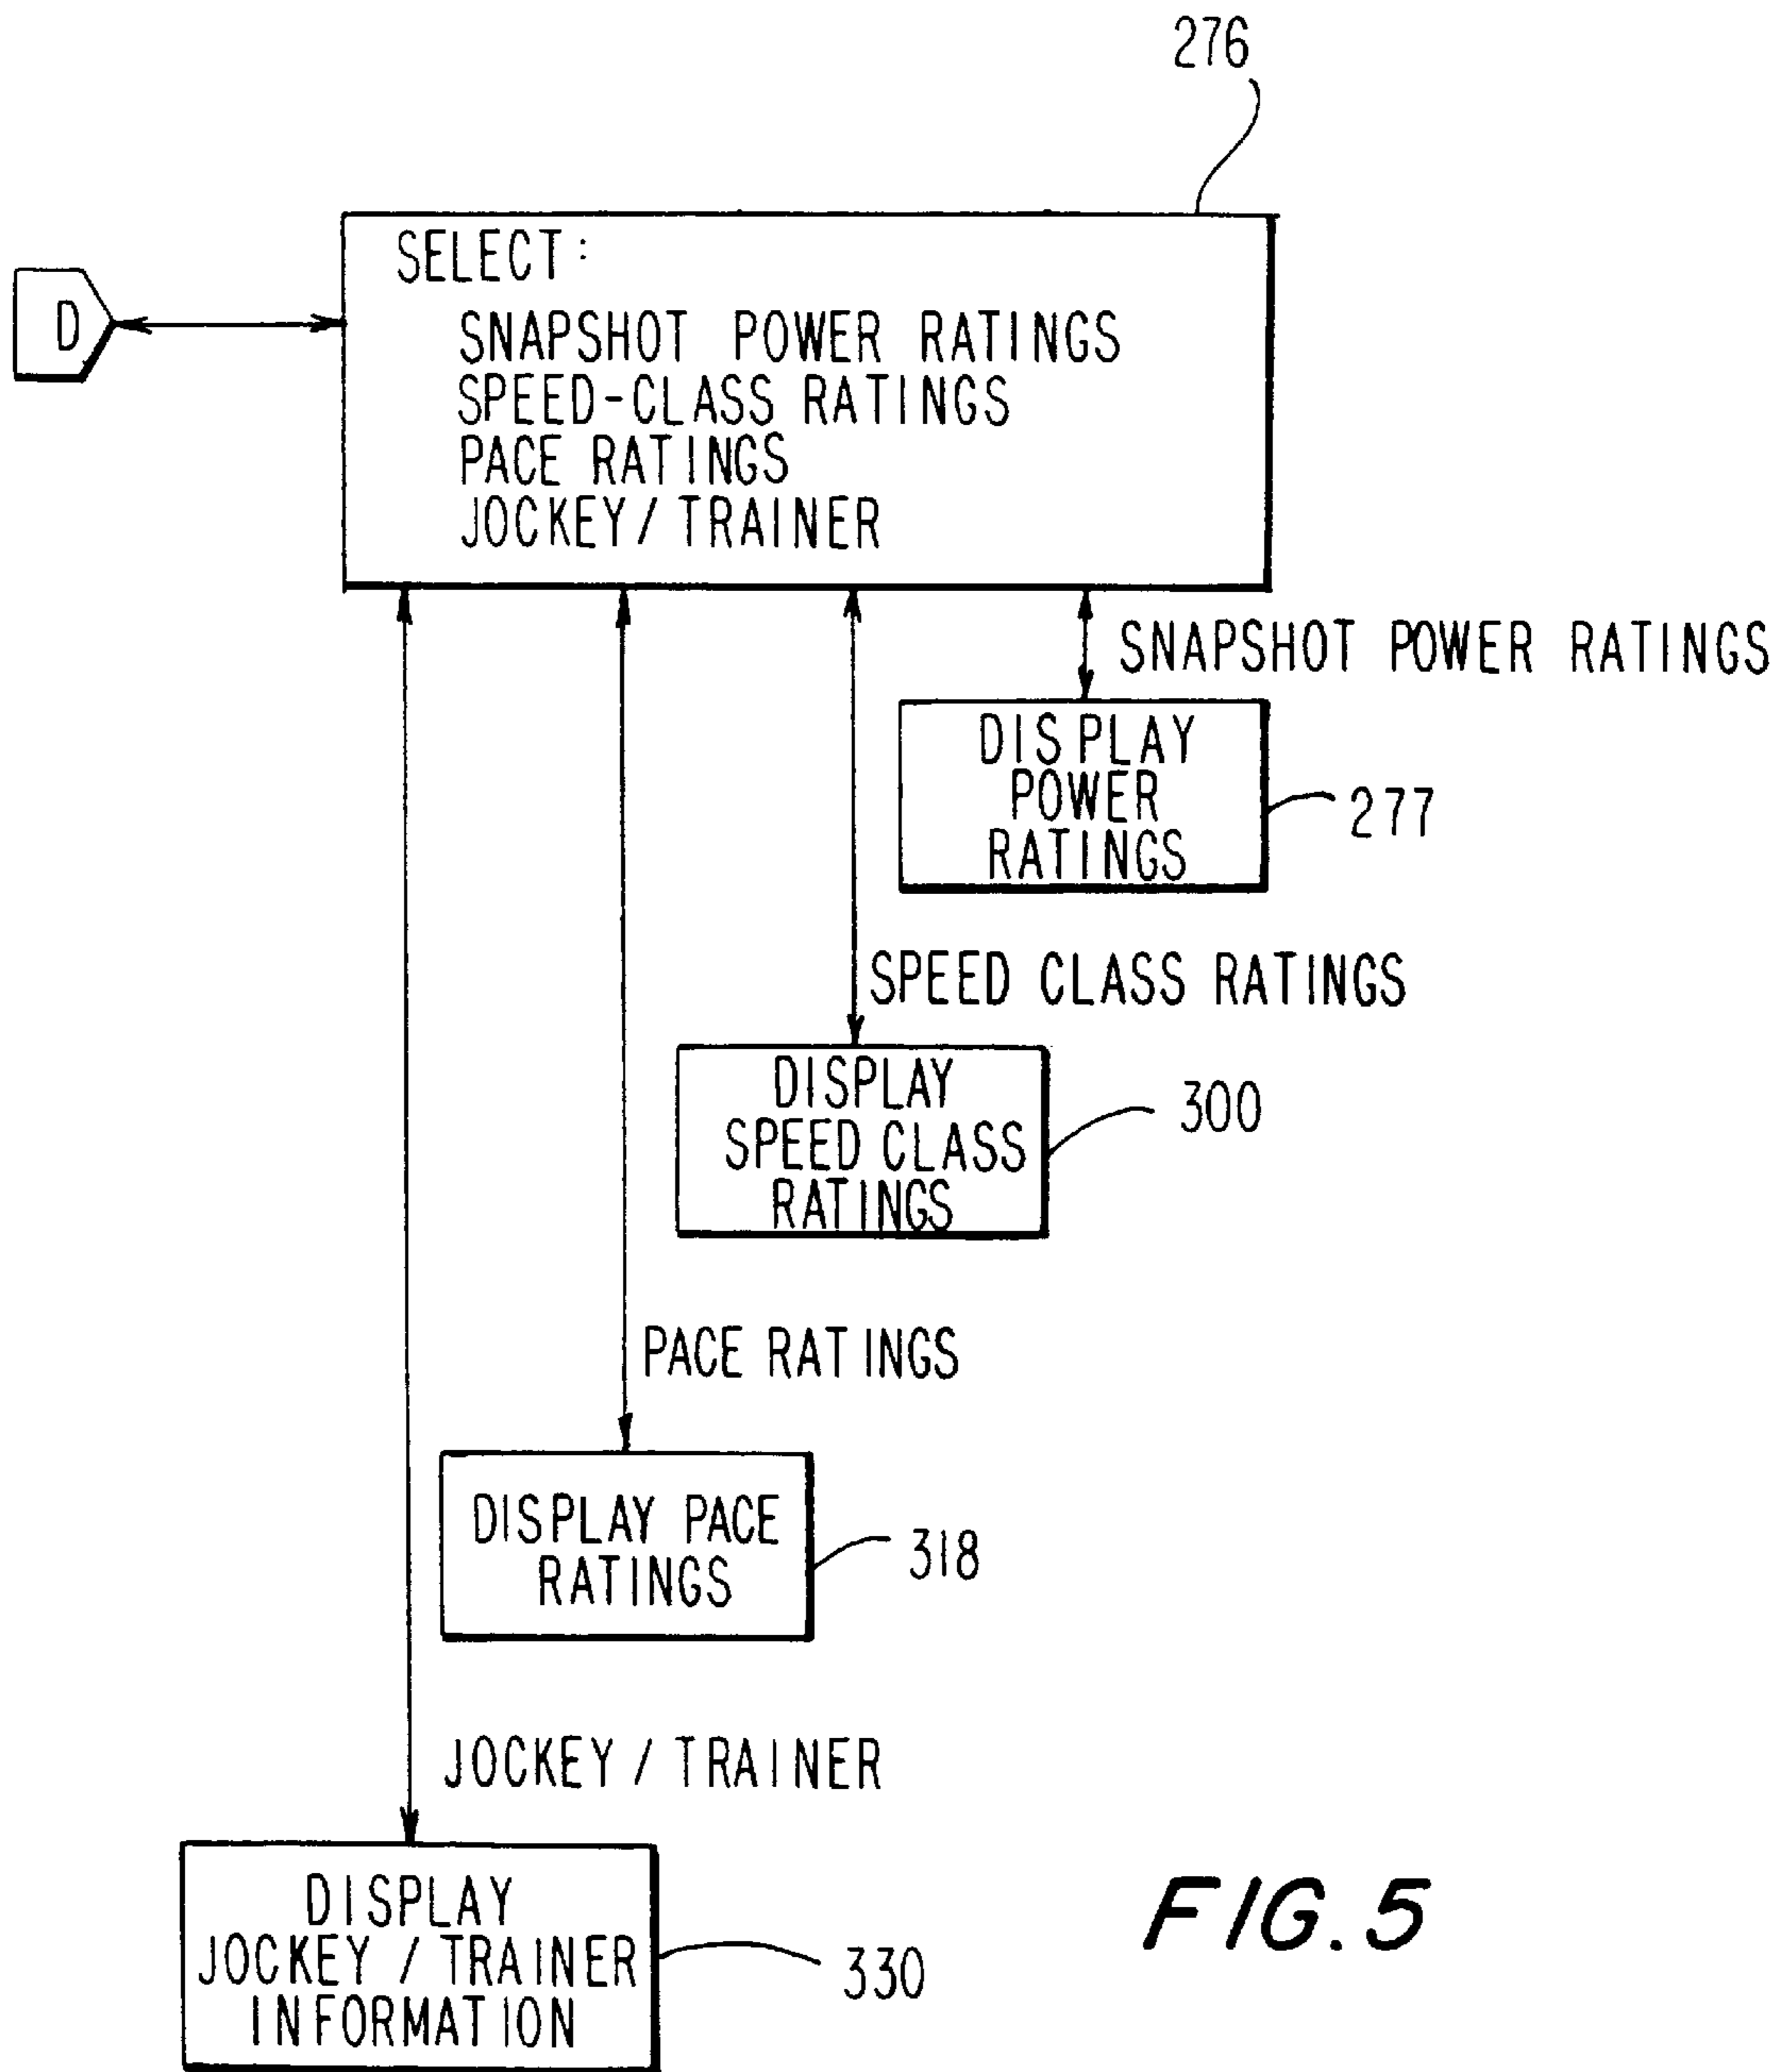 276
SELECT:
SNAPSHOT POWER RATINGS
SPEED-CLASS RATINGS
PACE RATINGS
JOCKEY/TRAINER
D
SNAPSHOT POWER RATINGS
DISPLAY
POWER
RATINGS
277
SPEED CLASS RATINGS
DISPLAY
SPEED CLASS
RATINGS
300
PACE RATINGS
DISPLAY PACE
RATINGS
318
JOCKEY / TRAINER
DISPLAY
JOCKEY / TRAINER
INFORMATION
330
FIG. 5